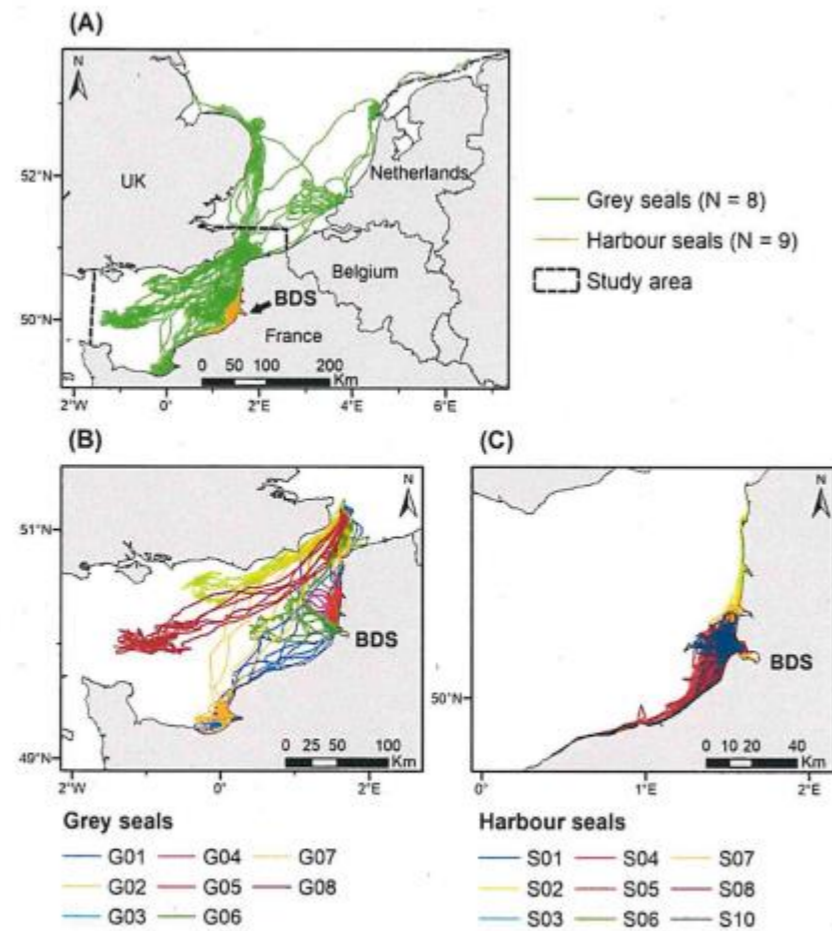 (A)
N
52°N
50°N
UK
Netherlands
Belgium
BDS
France
0 50 100 200
Km
2°W 0° 2°E 4°E 6°E
Grey seals (N = 8)
Harbour seals (N = 9)
Study area
(B)
N
51°N
49°N
BDS
0 25 50 100
Km
2°W 0° 2°E
Grey seals
G01 G04 G07
G02 G05 G08
G03 G06
(C)
N
50°N
BDS
0 10 20 40
Km
0° 1°E 2°E
Harbour seals
S01 S04 S07
S02 S05 S08
S03 S06 S10